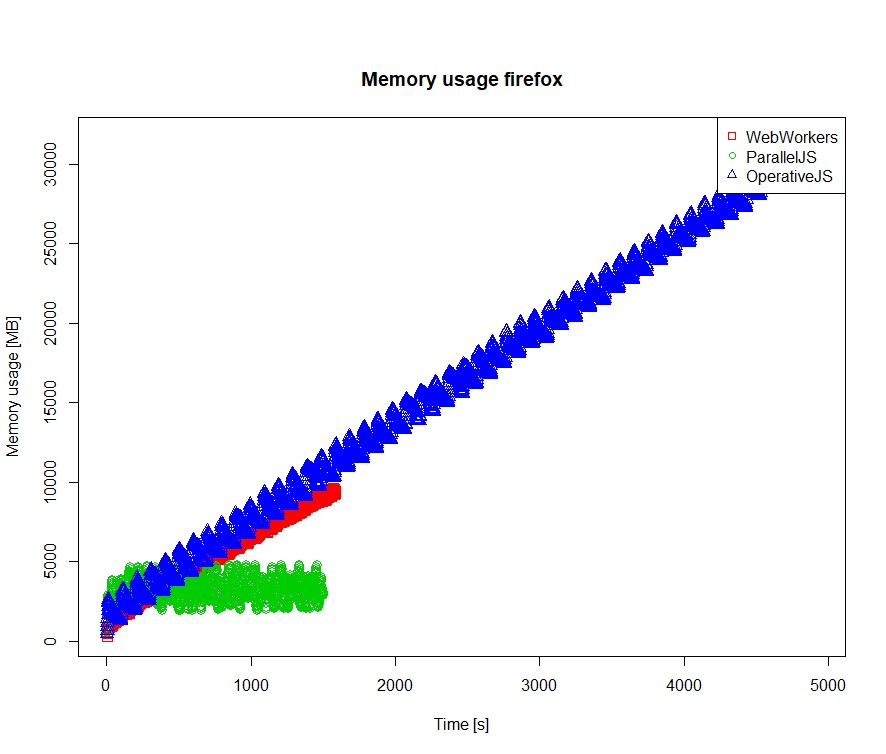 Memory usage firefox
WebWorkers
ParallelJS
OperativeJS
Memory usage [MB]
30000
25000
20000
15000
10000
5000
0
0 1000 2000 3000 4000 5000
Time [s]